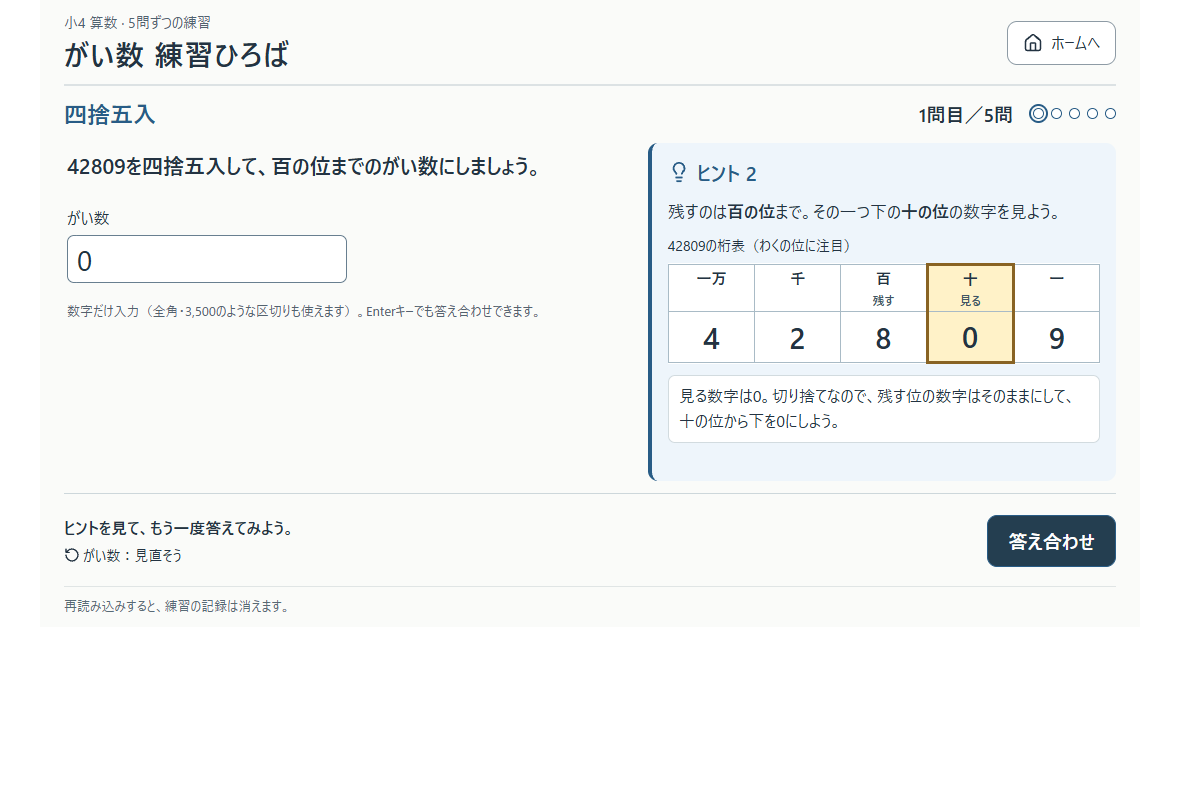 小4 算数・5問ずつの練習
がい数 練習ひろば
ホームへ
四捨五入
1問目／5問
42809を四捨五入して、百の位までのがい数にしましょう。
がい数
0
数字だけ入力（全角・3,500のような区切りも使えます）。Enterキーでも答え合わせできます。
ヒント 2
残すのは百の位まで。その一つ下の十の位の数字を見よう。
42809の桁表（わくの位に注目）
一万 千 百 十 一
残す 見る
4 2 8 0 9
見る数字は0。切り捨てなので、残す位の数字はそのままにして、
十の位から下を0にしよう。
ヒントを見て、もう一度答えてみよう。
がい数：見直そう
答え合わせ
再読み込みすると、練習の記録は消えます。